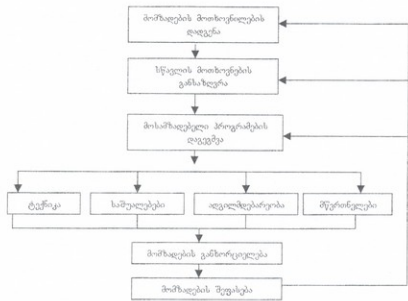 მომზადების მოთხოვნილების
დადგენა
სწავლის მოთხოვნების
განსაზღვრა
მოსამზადებელი პროგრამების
დაგეგმვა
ტექნიკა
საშუალებები
ადგილმდებარეობა
მწვრთნელები
მომზადების განხორციელება
მომზადების შეფასება